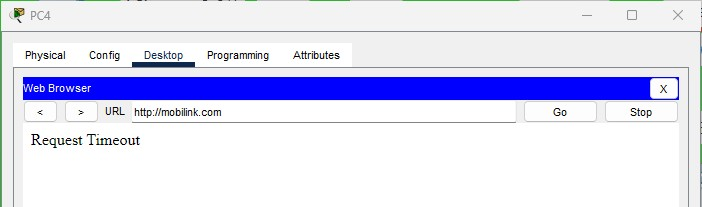 PC4
Physical Config Desktop Programming Attributes
Web Browser X
< > URL http://mobilink.com Go Stop
Request Timeout